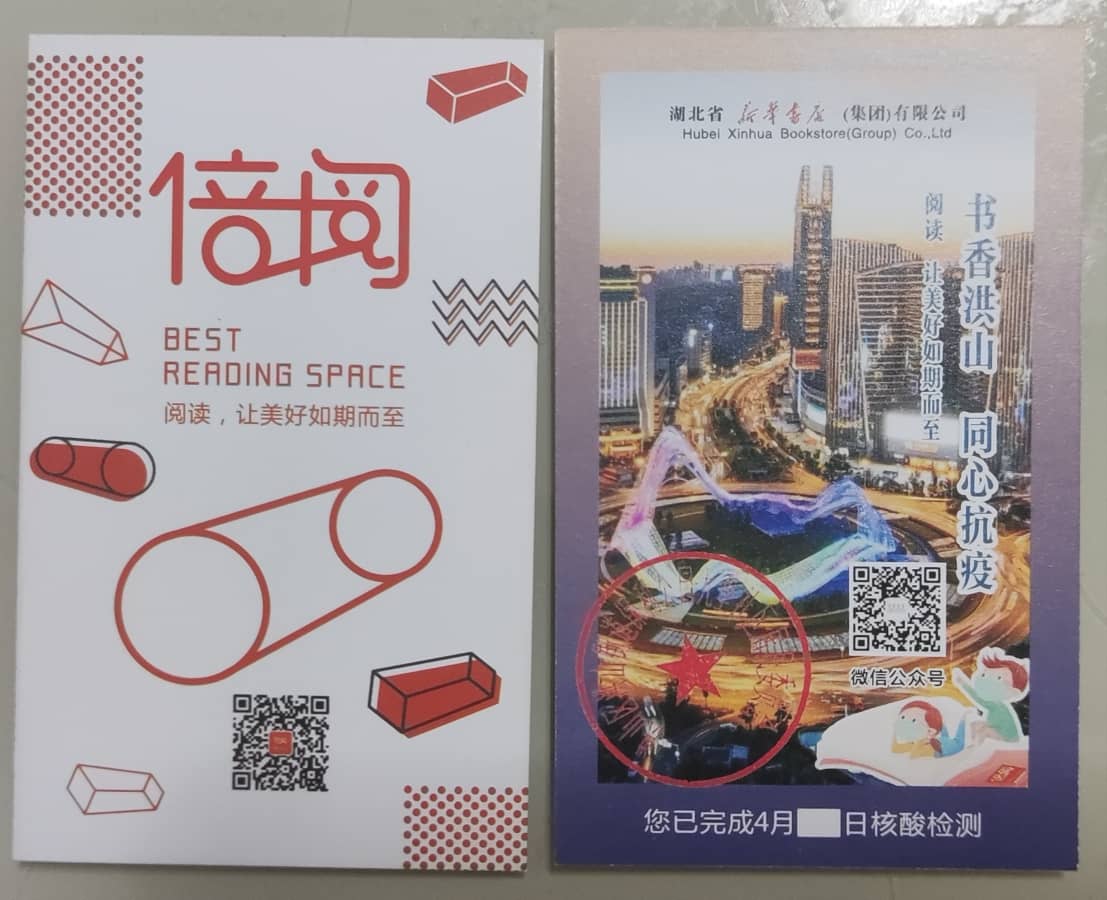 倍阅
BEST
READING SPACE
阅读，让美好如期而至
湖北省 新华书店 (集团)有限公司
Hubei Xinhua Bookstore(Group) Co.,Ltd
书香洪山 同心抗疫
阅读 让美好如期而至
微信公众号
您已完成4月 日核酸检测